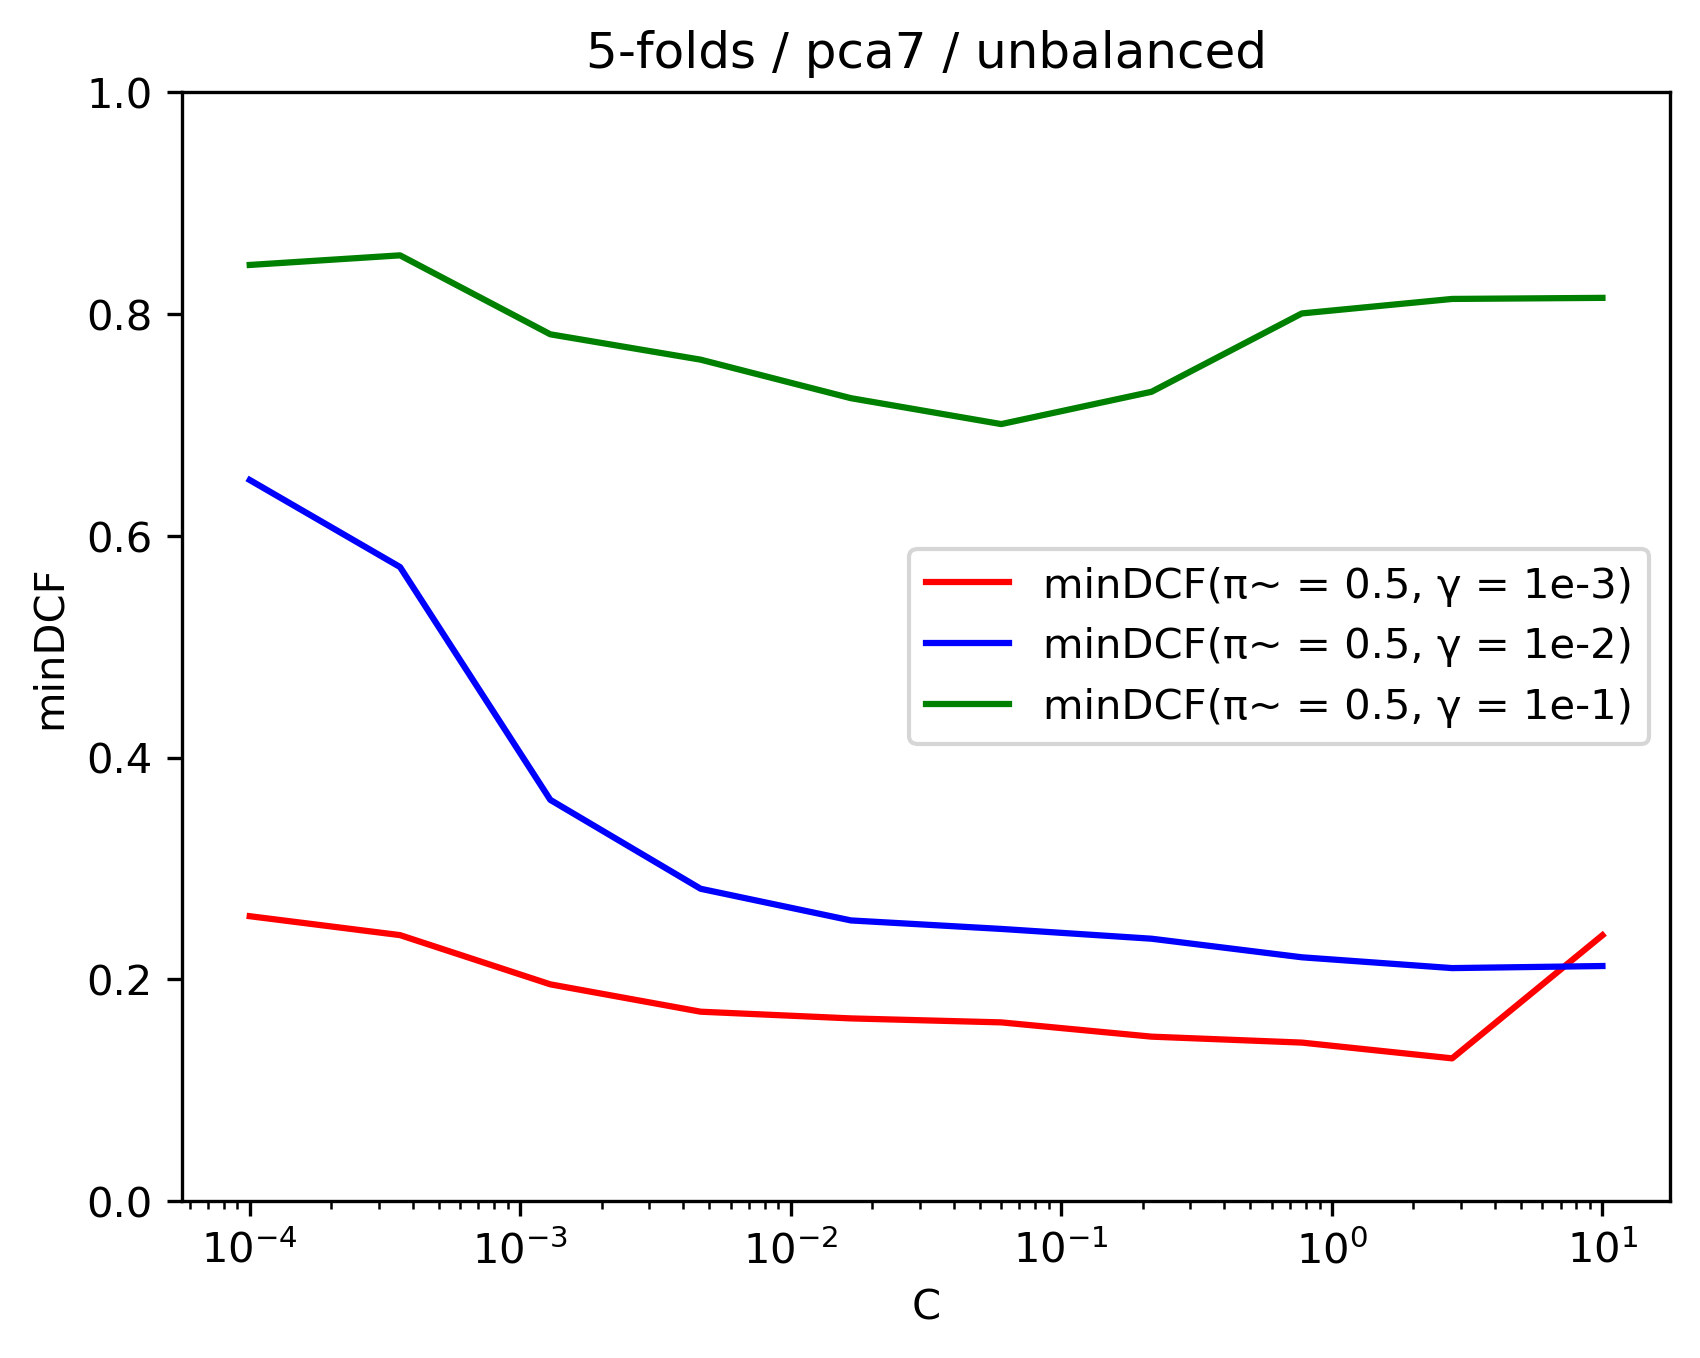 5-folds / pca7 / unbalanced
1.0
0.8
0.6
0.4
0.2
0.0
minDCF
minDCF(π~ = 0.5, γ = 1e-3)
minDCF(π~ = 0.5, γ = 1e-2)
minDCF(π~ = 0.5, γ = 1e-1)
10⁻⁴ 10⁻³ 10⁻² 10⁻¹ 10⁰ 10¹
C